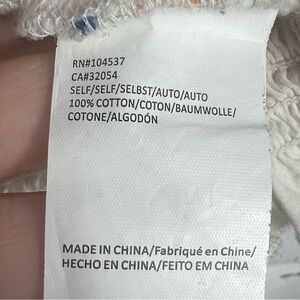 RN#104537
CA#32054
SELF/SELF/SELBST/AUTO/AUTO
100% COTTON/COTON/BAUMWOLLE/
COTONE/ALGODÓN
MADE IN CHINA/Fabriqué en Chine/
HECHO EN CHINA/FEITO EM CHINA